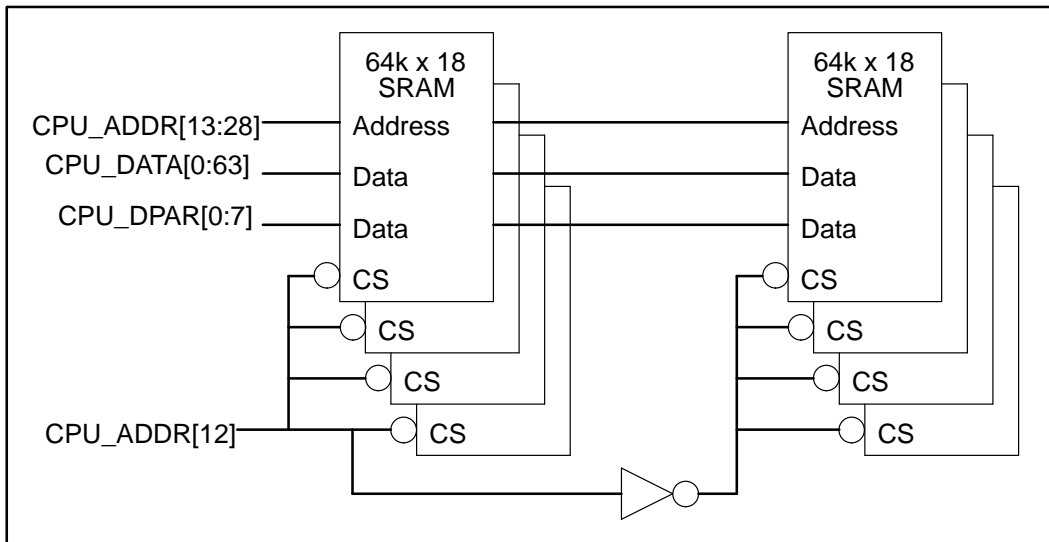 64k x 18
SRAM
64k x 18
SRAM
CPU_ADDR[13:28]
Address
Address
CPU_DATA[0:63]
Data
Data
CPU_DPAR[0:7]
Data
Data
CS
CS
CS
CS
CS
CS
CPU_ADDR[12]
CS
CS